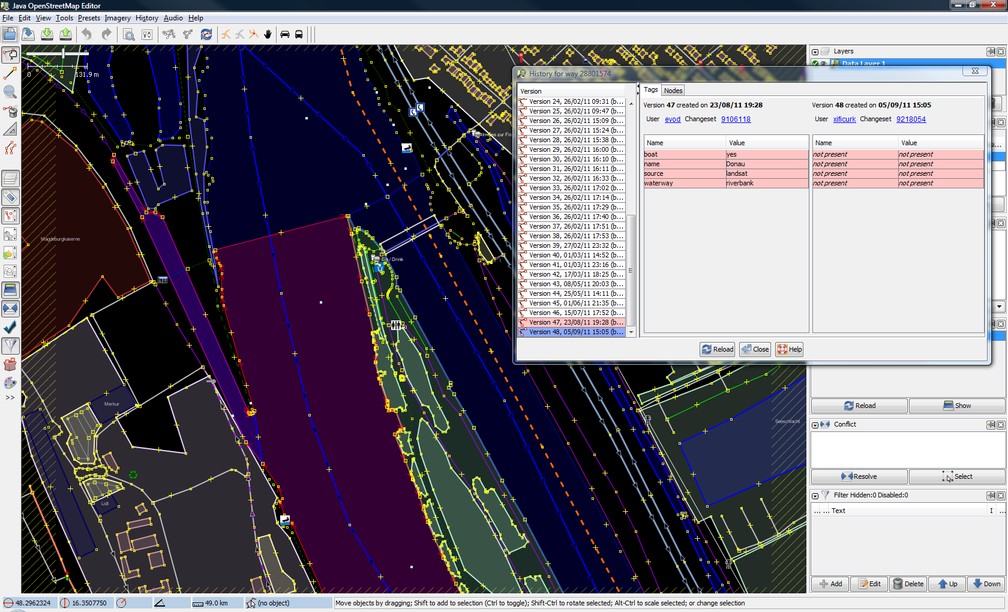 Java OpenStreetMap Editor
File Edit View Tools Presets Imagery History Audio Help
0
131.9 m
Layers
Data Layer 1
History for way 28801574
Version
Version 24, 26/02/11 09:31 (b...
Version 25, 26/02/11 09:47 (b...
Version 26, 26/02/11 15:09 (b...
Version 27, 26/02/11 15:24 (b...
Version 28, 26/02/11 15:38 (b...
Version 29, 26/02/11 16:00 (b...
Version 30, 26/02/11 16:10 (b...
Version 31, 26/02/11 16:11 (b...
Version 32, 26/02/11 16:33 (b...
Version 33, 26/02/11 17:02 (b...
Version 34, 26/02/11 17:14 (b...
Version 35, 26/02/11 17:29 (b...
Version 36, 26/02/11 17:40 (b...
Version 37, 26/02/11 17:51 (b...
Version 38, 26/02/11 17:53 (b...
Version 39, 27/02/11 23:32 (b...
Version 40, 01/03/11 14:52 (b...
Version 41, 01/03/11 23:16 (b...
Version 42, 17/03/11 18:25 (b...
Version 43, 08/05/11 20:03 (b...
Version 44, 25/05/11 14:11 (b...
Version 45, 01/06/11 21:35 (b...
Version 46, 15/07/11 17:52 (b...
Version 47, 23/08/11 19:28 (b...
Version 48, 05/09/11 15:05 (b...
Tags Nodes
Version 47 created on 23/08/11 19:28
User evod Changeset 9106118
Name Value
boat yes
name Donau
source landsat
waterway riverbank
Version 48 created on 05/09/11 15:05
User xificurk Changeset 9218054
Name Value
not present not present
not present not present
not present not present
not present not present
Reload Close Help
Magdeburgkaserne
Merkur
Lidl
Reload Show
Conflict
Resolve Select
Filter Hidden:0 Disabled:0
... ... Text I ...
Add Edit Delete Up Down
48.2962324 16.3507750 49.0 km (no object) Move objects by dragging; Shift to add to selection (Ctrl to toggle); Shift-Ctrl to rotate selected; Alt-Ctrl to scale selected; or change selection